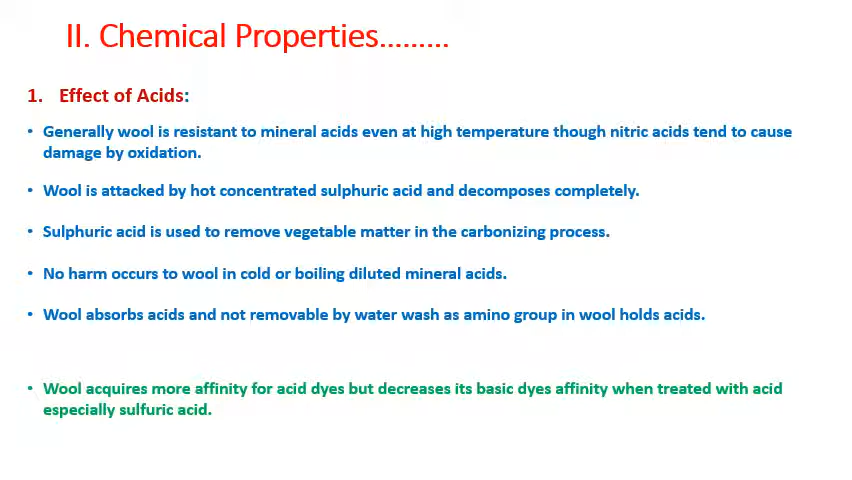 II. Chemical Properties.........
1. Effect of Acids:
• Generally wool is resistant to mineral acids even at high temperature though nitric acids tend to cause
damage by oxidation.
• Wool is attacked by hot concentrated sulphuric acid and decomposes completely.
• Sulphuric acid is used to remove vegetable matter in the carbonizing process.
• No harm occurs to wool in cold or boiling diluted mineral acids.
• Wool absorbs acids and not removable by water wash as amino group in wool holds acids.
• Wool acquires more affinity for acid dyes but decreases its basic dyes affinity when treated with acid
especially sulfuric acid.